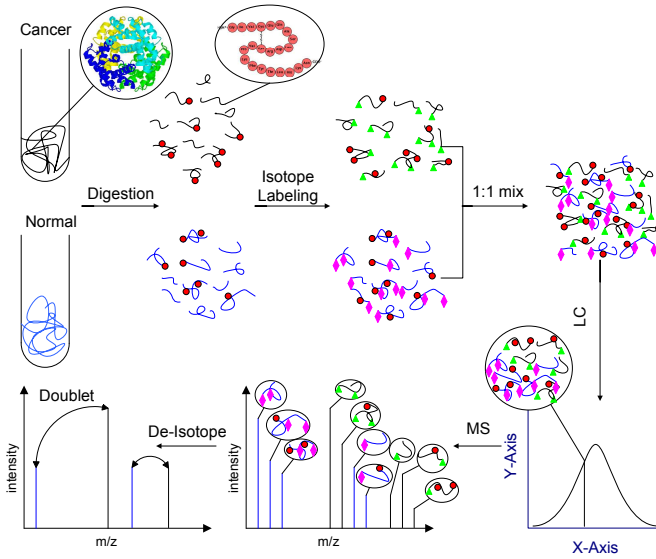 Cancer
Digestion
Isotope
Labeling
1:1 mix
Normal
LC
Doublet
De-Isotope
MS
intensity
m/z
intensity
m/z
Y-Axis
X-Axis